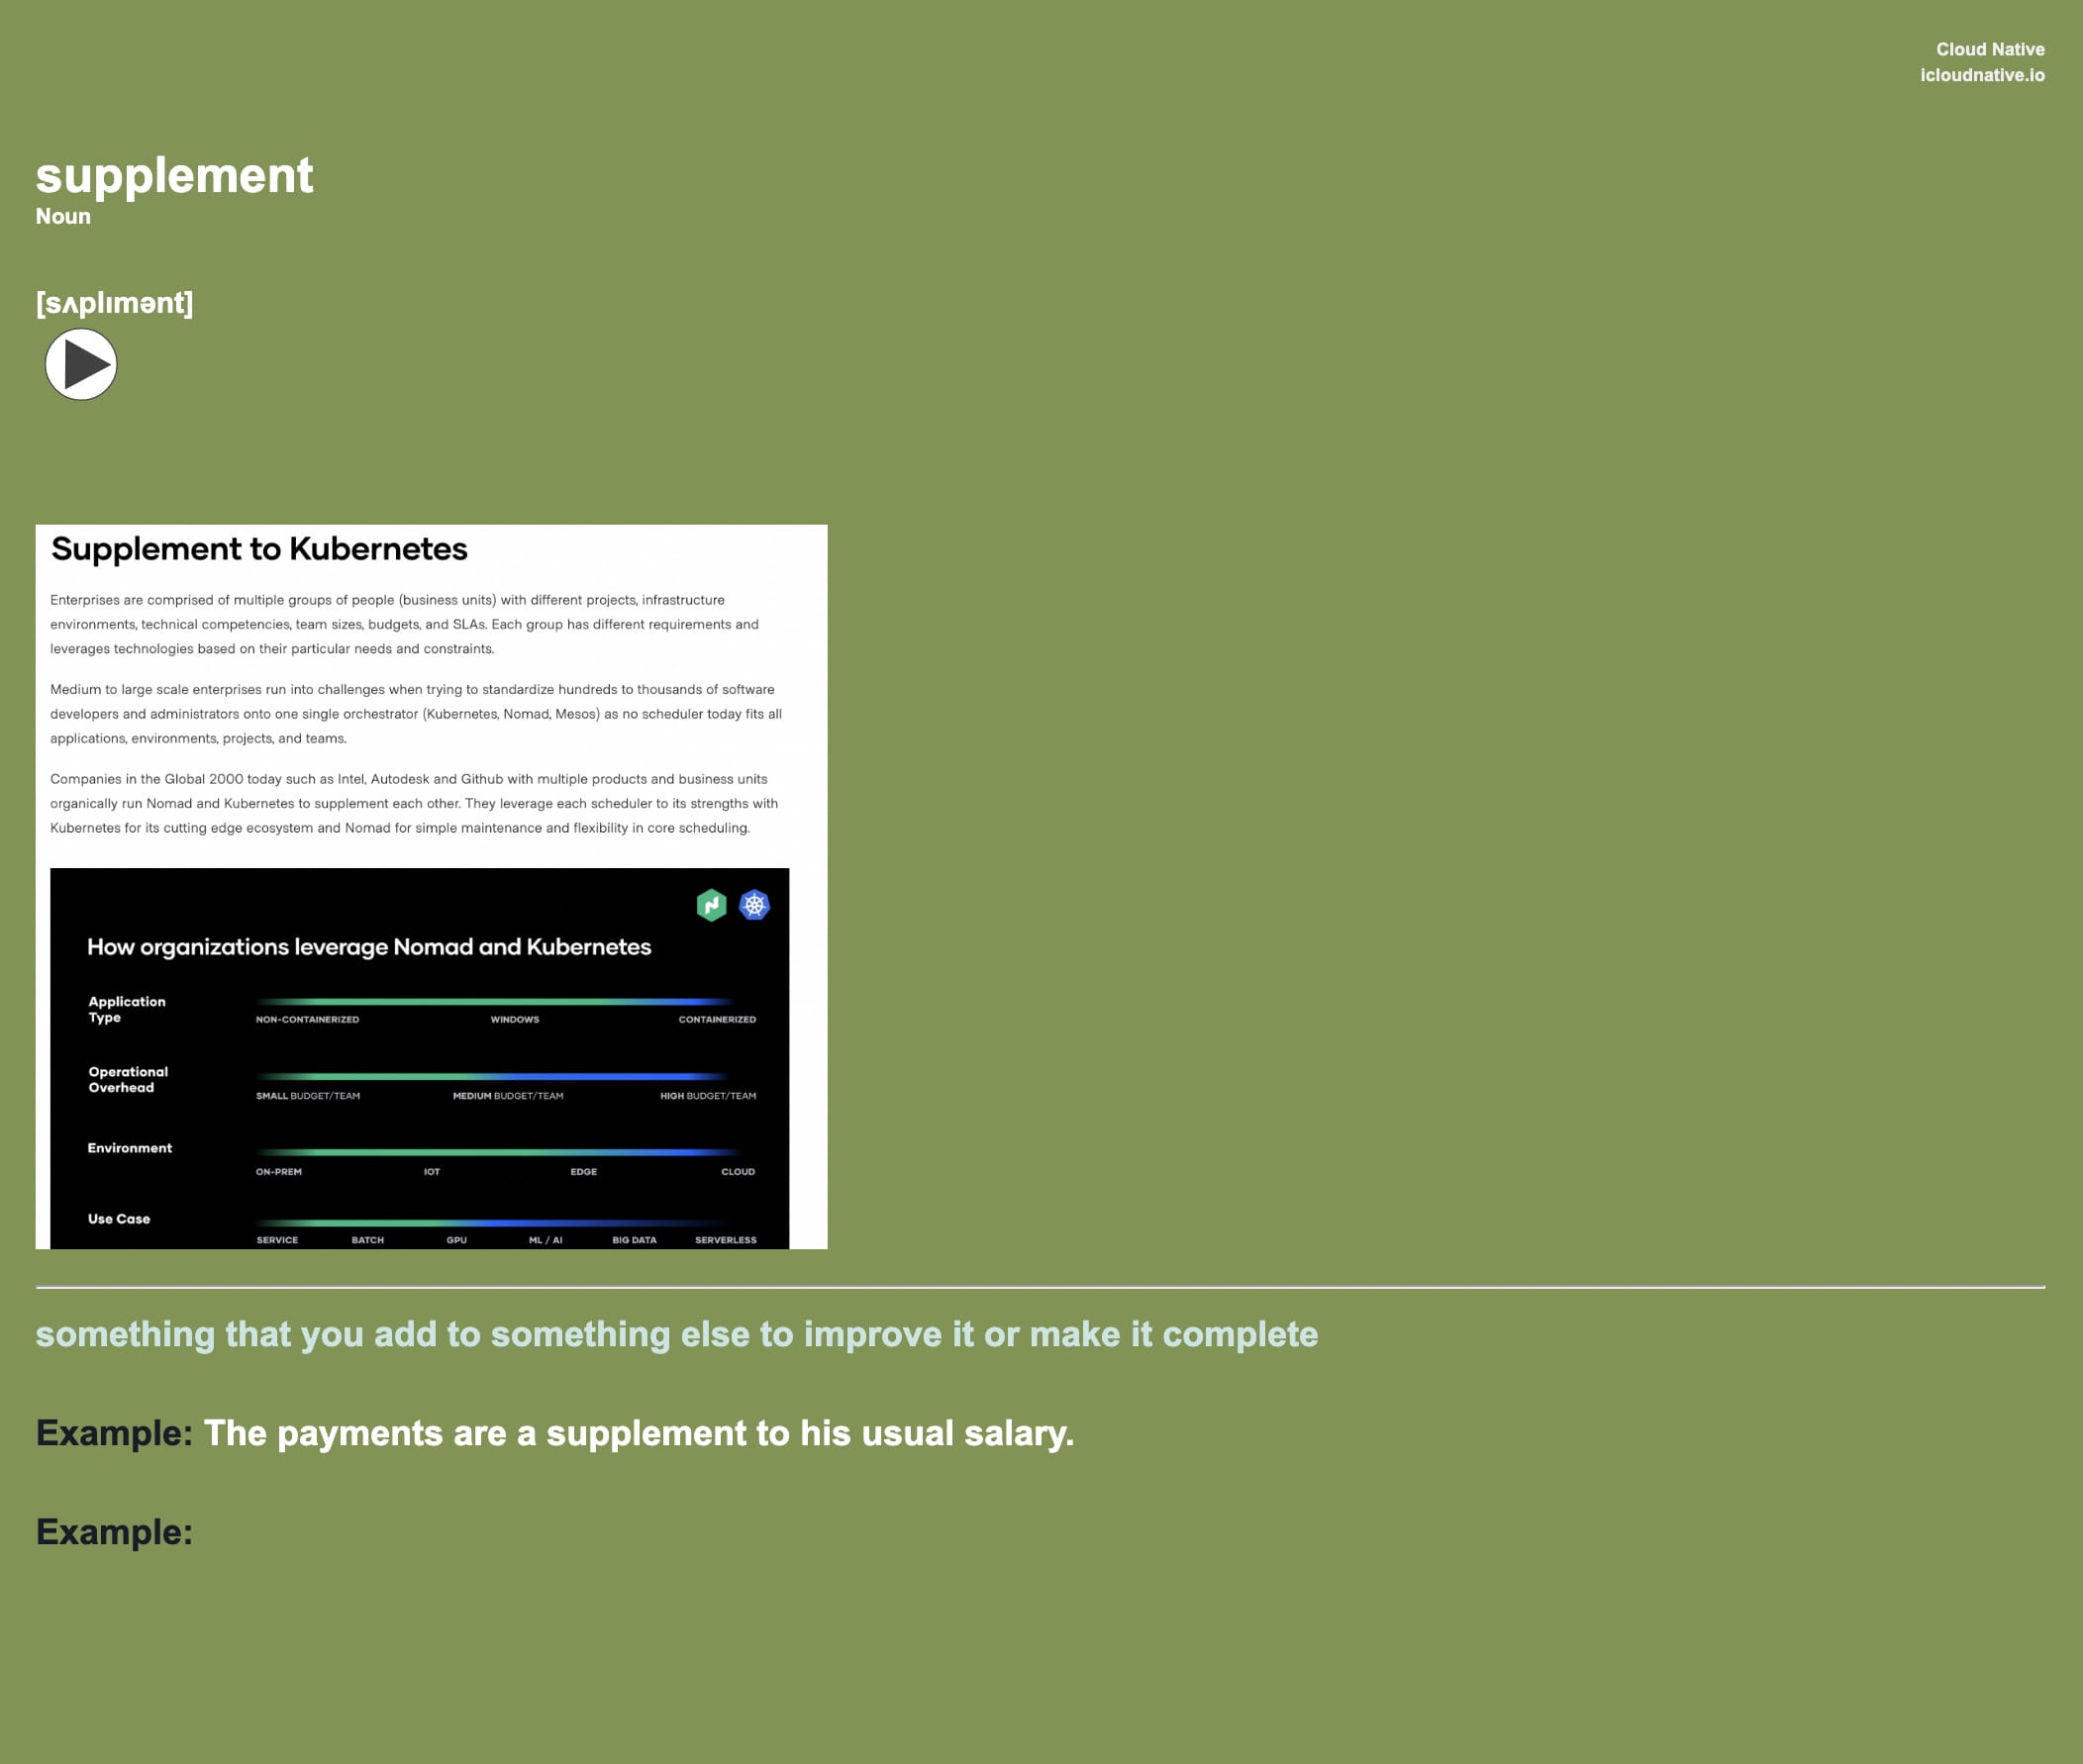 Cloud Native
icloudnative.io
supplement
Noun
[sʌplɪmənt]
Supplement to Kubernetes
Enterprises are comprised of multiple groups of people (business units) with different projects, infrastructure
environments, technical competencies, team sizes, budgets, and SLAs. Each group has different requirements and
leverages technologies based on their particular needs and constraints.
Medium to large scale enterprises run into challenges when trying to standardize hundreds to thousands of software
developers and administrators onto one single orchestrator (Kubernetes, Nomad, Mesos) as no scheduler today fits all
applications, environments, projects, and teams.
Companies in the Global 2000 today such as Intel, Autodesk and Github with multiple products and business units
organically run Nomad and Kubernetes to supplement each other. They leverage each scheduler to its strengths with
Kubernetes for its cutting edge ecosystem and Nomad for simple maintenance and flexibility in core scheduling.
How organizations leverage Nomad and Kubernetes
Application
Type
NON-CONTAINERIZED WINDOWS CONTAINERIZED
Operational
Overhead
SMALL BUDGET/TEAM MEDIUM BUDGET/TEAM HIGH BUDGET/TEAM
Environment
ON-PREM IOT EDGE CLOUD
Use Case
SERVICE BATCH GPU ML / AI BIG DATA SERVERLESS
something that you add to something else to improve it or make it complete
Example: The payments are a supplement to his usual salary.
Example: